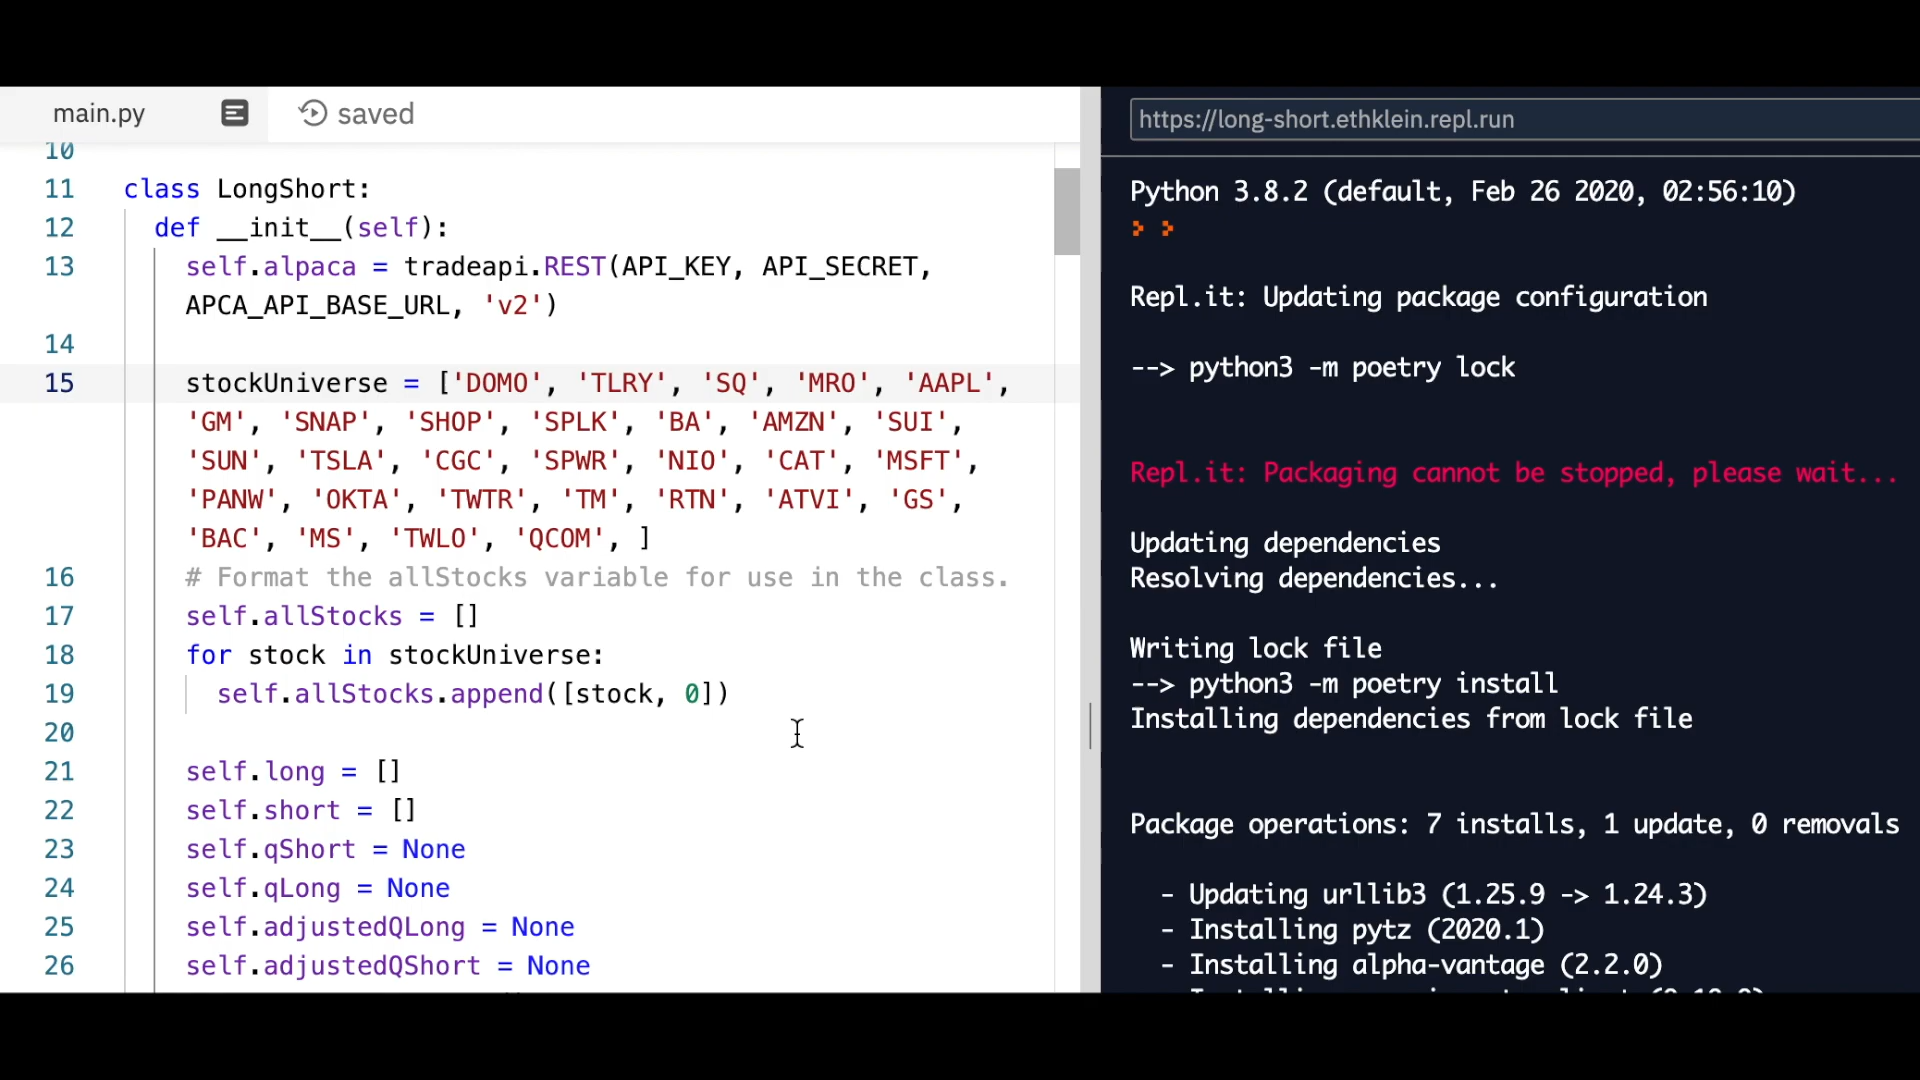 main.py
saved
10
11 class LongShort:
12 def __init__(self):
13 self.alpaca = tradeapi.REST(API_KEY, API_SECRET,
APCA_API_BASE_URL, 'v2')
14
15 stockUniverse = ['DOMO', 'TLRY', 'SQ', 'MRO', 'AAPL',
'GM', 'SNAP', 'SHOP', 'SPLK', 'BA', 'AMZN', 'SUI',
'SUN', 'TSLA', 'CGC', 'SPWR', 'NIO', 'CAT', 'MSFT',
'PANW', 'OKTA', 'TWTR', 'TM', 'RTN', 'ATVI', 'GS',
'BAC', 'MS', 'TWLO', 'QCOM', ]
16 # Format the allStocks variable for use in the class.
17 self.allStocks = []
18 for stock in stockUniverse:
19 self.allStocks.append([stock, 0])
20
21 self.long = []
22 self.short = []
23 self.qShort = None
24 self.qLong = None
25 self.adjustedQLong = None
26 self.adjustedQShort = None
https://long-short.ethklein.repl.run
Python 3.8.2 (default, Feb 26 2020, 02:56:10)
> >
Repl.it: Updating package configuration
--> python3 -m poetry lock
Repl.it: Packaging cannot be stopped, please wait...
Updating dependencies
Resolving dependencies...
Writing lock file
--> python3 -m poetry install
Installing dependencies from lock file
Package operations: 7 installs, 1 update, 0 removals
- Updating urllib3 (1.25.9 -> 1.24.3)
- Installing pytz (2020.1)
- Installing alpha-vantage (2.2.0)